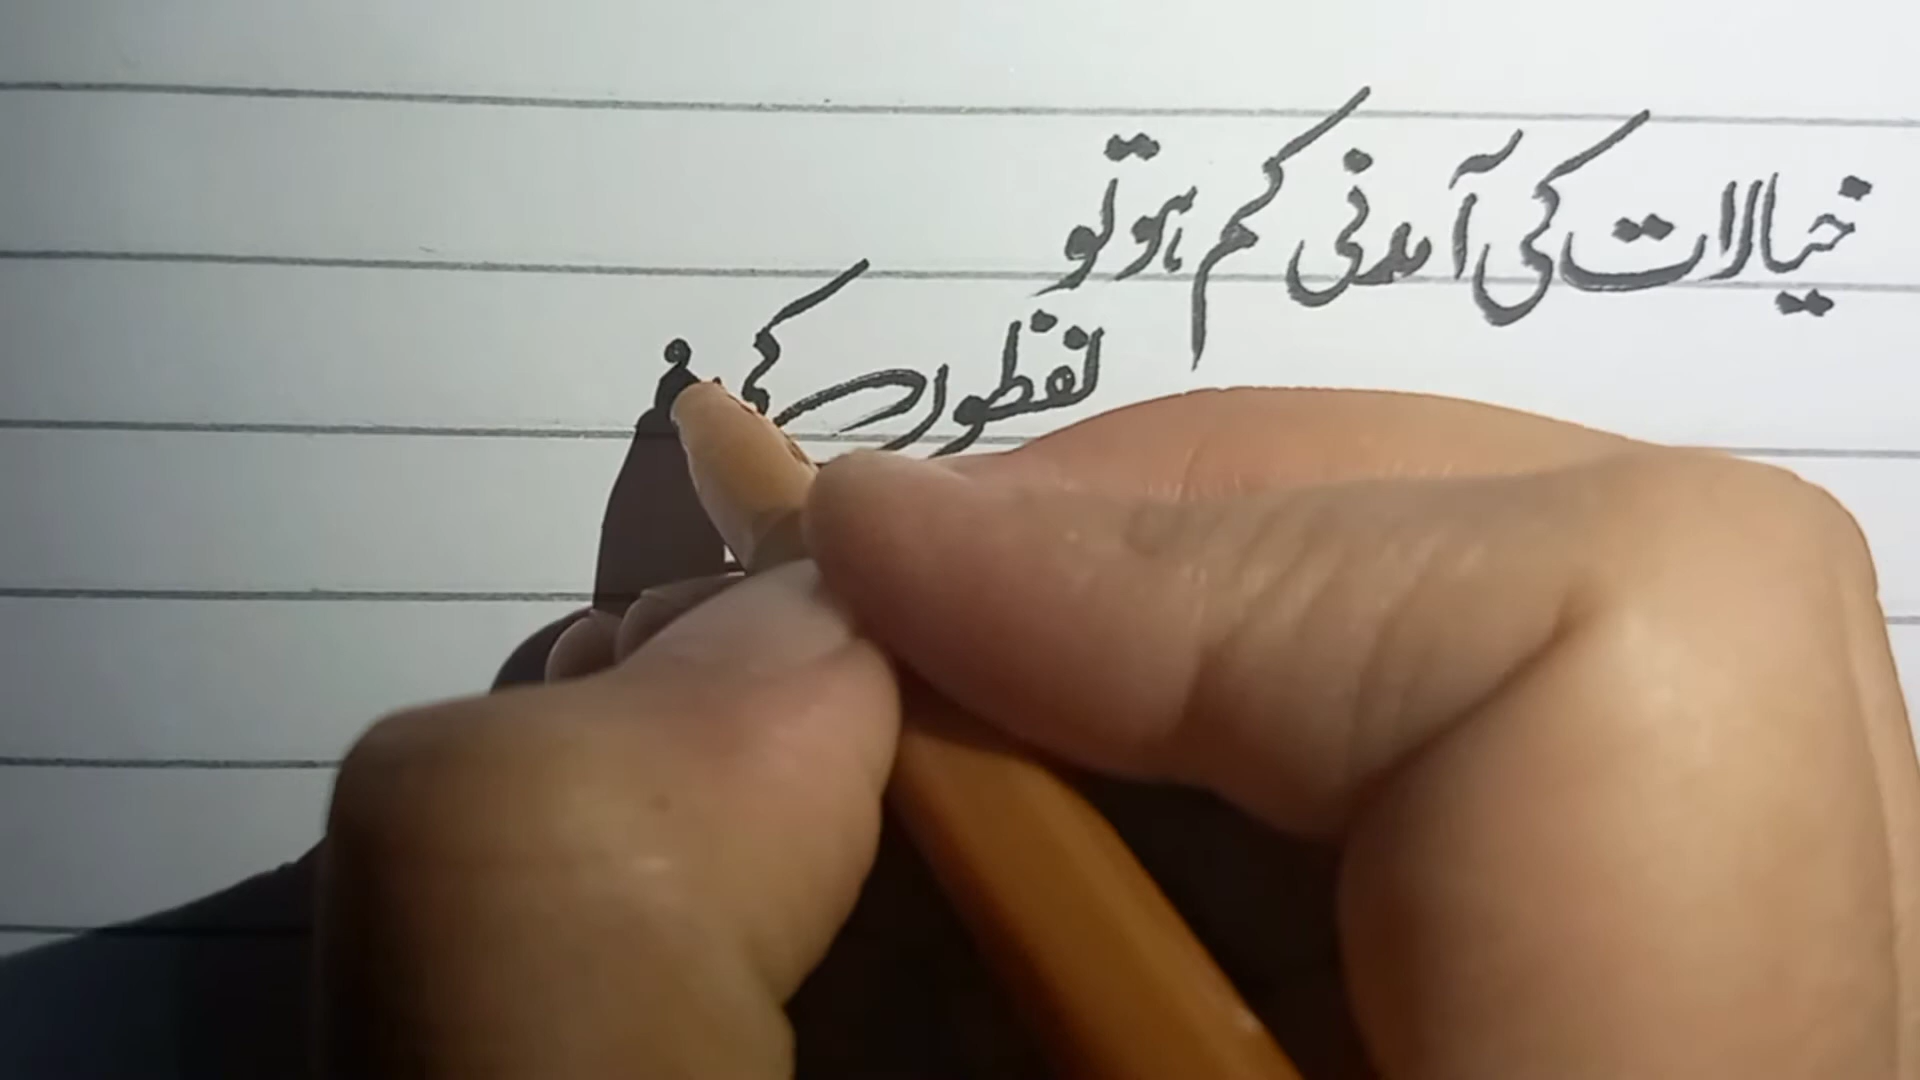 خیالات کی آمدنی کم ہو تو
لفظوں کی